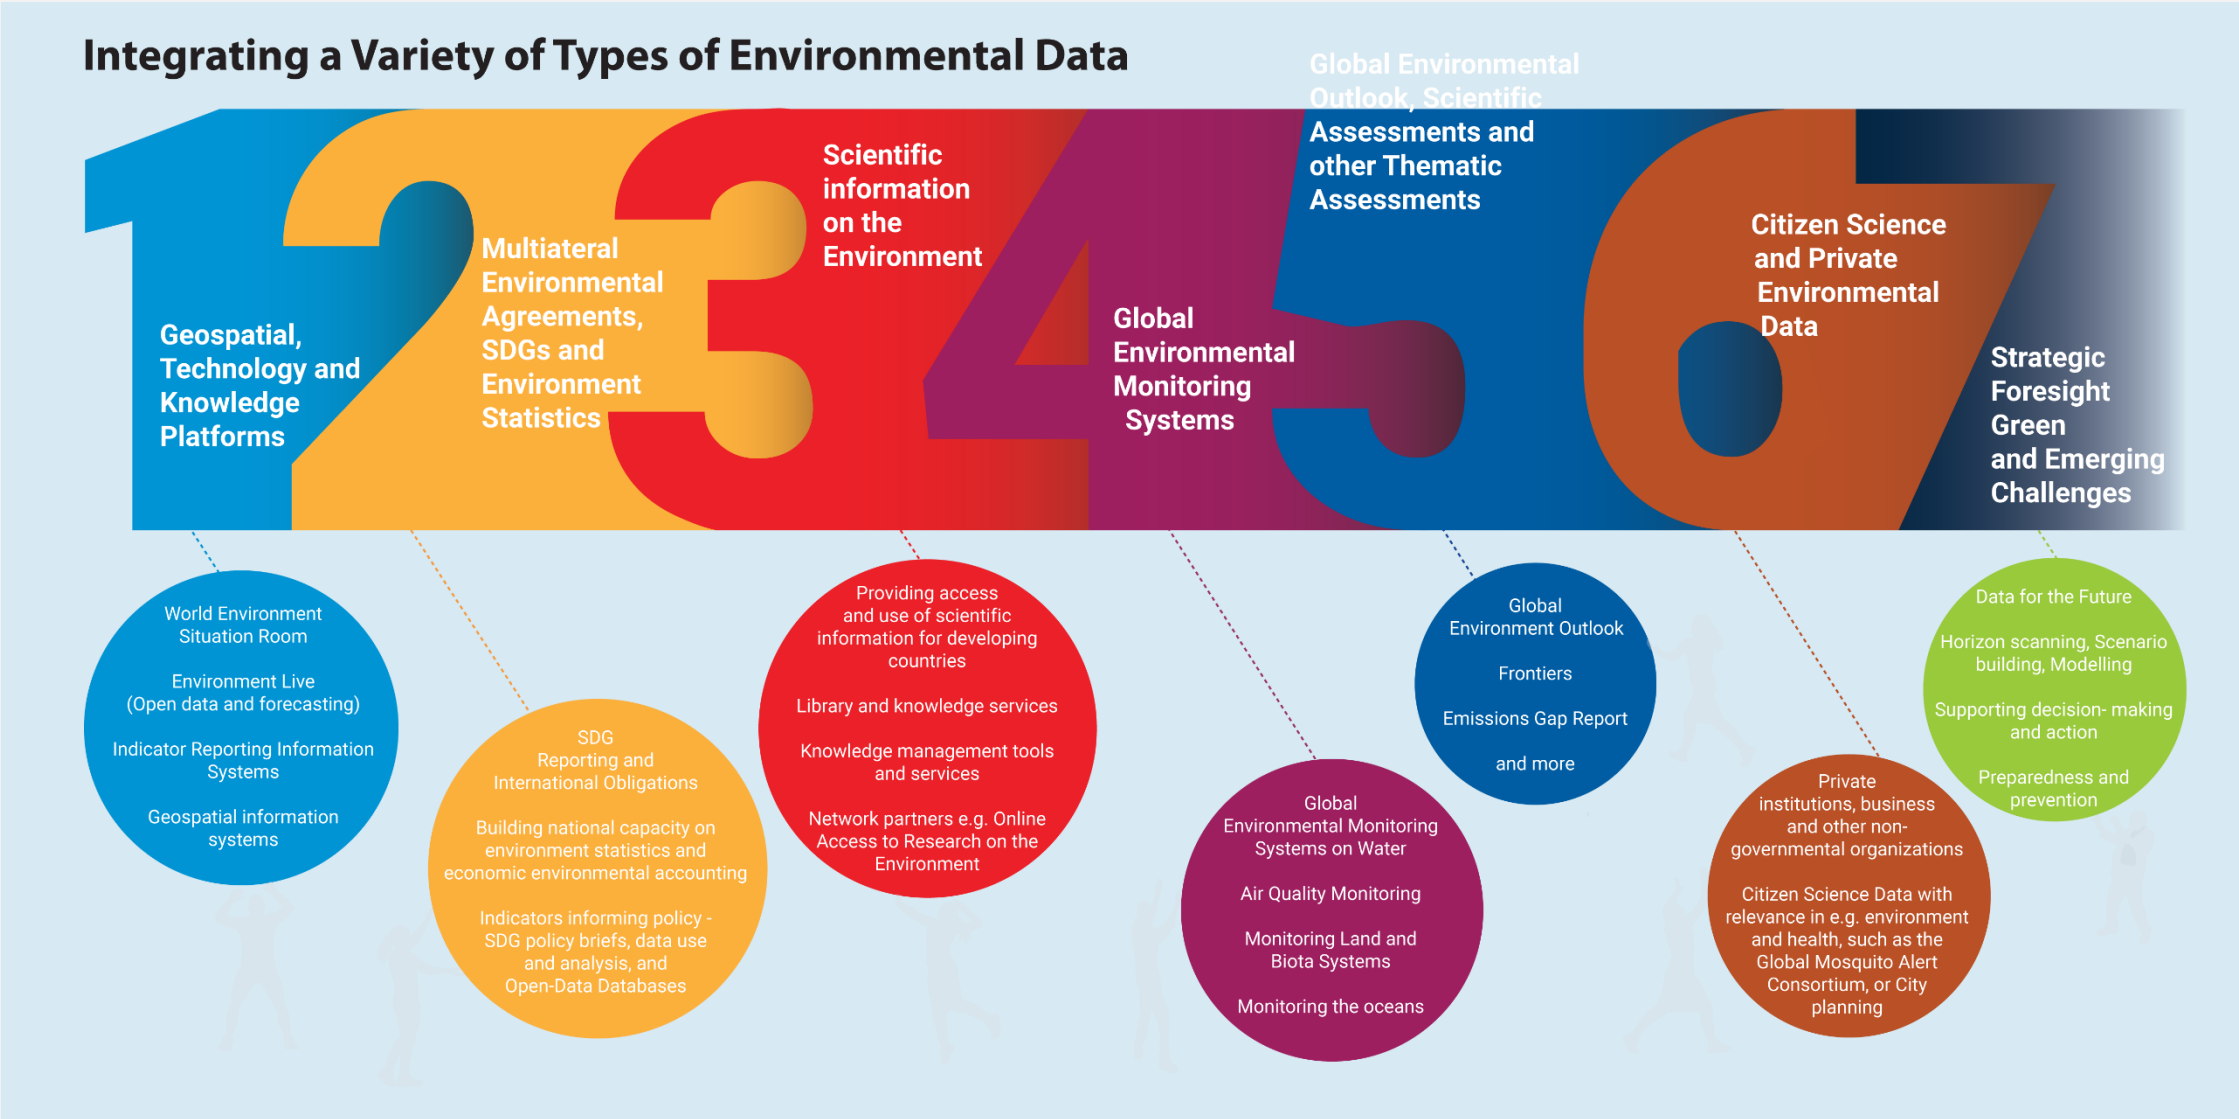 Integrating a Variety of Types of Environmental Data
1
Geospatial,
Technology and
Knowledge
Platforms
2
Multiateral
Environmental
Agreements,
SDGs and
Environment
Statistics
3
Scientific
information
on the
Environment
4
Global
Environmental
Monitoring
Systems
5
Global Environmental
Outlook, Scientific
Assessments and
other Thematic
Assessments
6
Citizen Science
and Private
Environmental
Data
7
Strategic
Foresight
Green
and Emerging
Challenges
World Environment
Situation Room
Environment Live
(Open data and forecasting)
Indicator Reporting Information
Systems
Geospatial information
systems
SDG
Reporting and
International Obligations
Building national capacity on
environment statistics and
economic environmental accounting
Indicators informing policy -
SDG policy briefs, data use
and analysis, and
Open-Data Databases
Providing access
and use of scientific
information for developing
countries
Library and knowledge services
Knowledge management tools
and services
Network partners e.g. Online
Access to Research on the
Environment
Global
Environmental Monitoring
Systems on Water
Air Quality Monitoring
Monitoring Land and
Biota Systems
Monitoring the oceans
Global
Environment Outlook
Frontiers
Emissions Gap Report
and more
Private
institutions, business
and other non-
governmental organizations
Citizen Science Data with
relevance in e.g. environment
and health, such as the
Global Mosquito Alert
Consortium, or City
planning
Data for the Future
Horizon scanning, Scenario
building, Modelling
Supporting decision- making
and action
Preparedness and
prevention